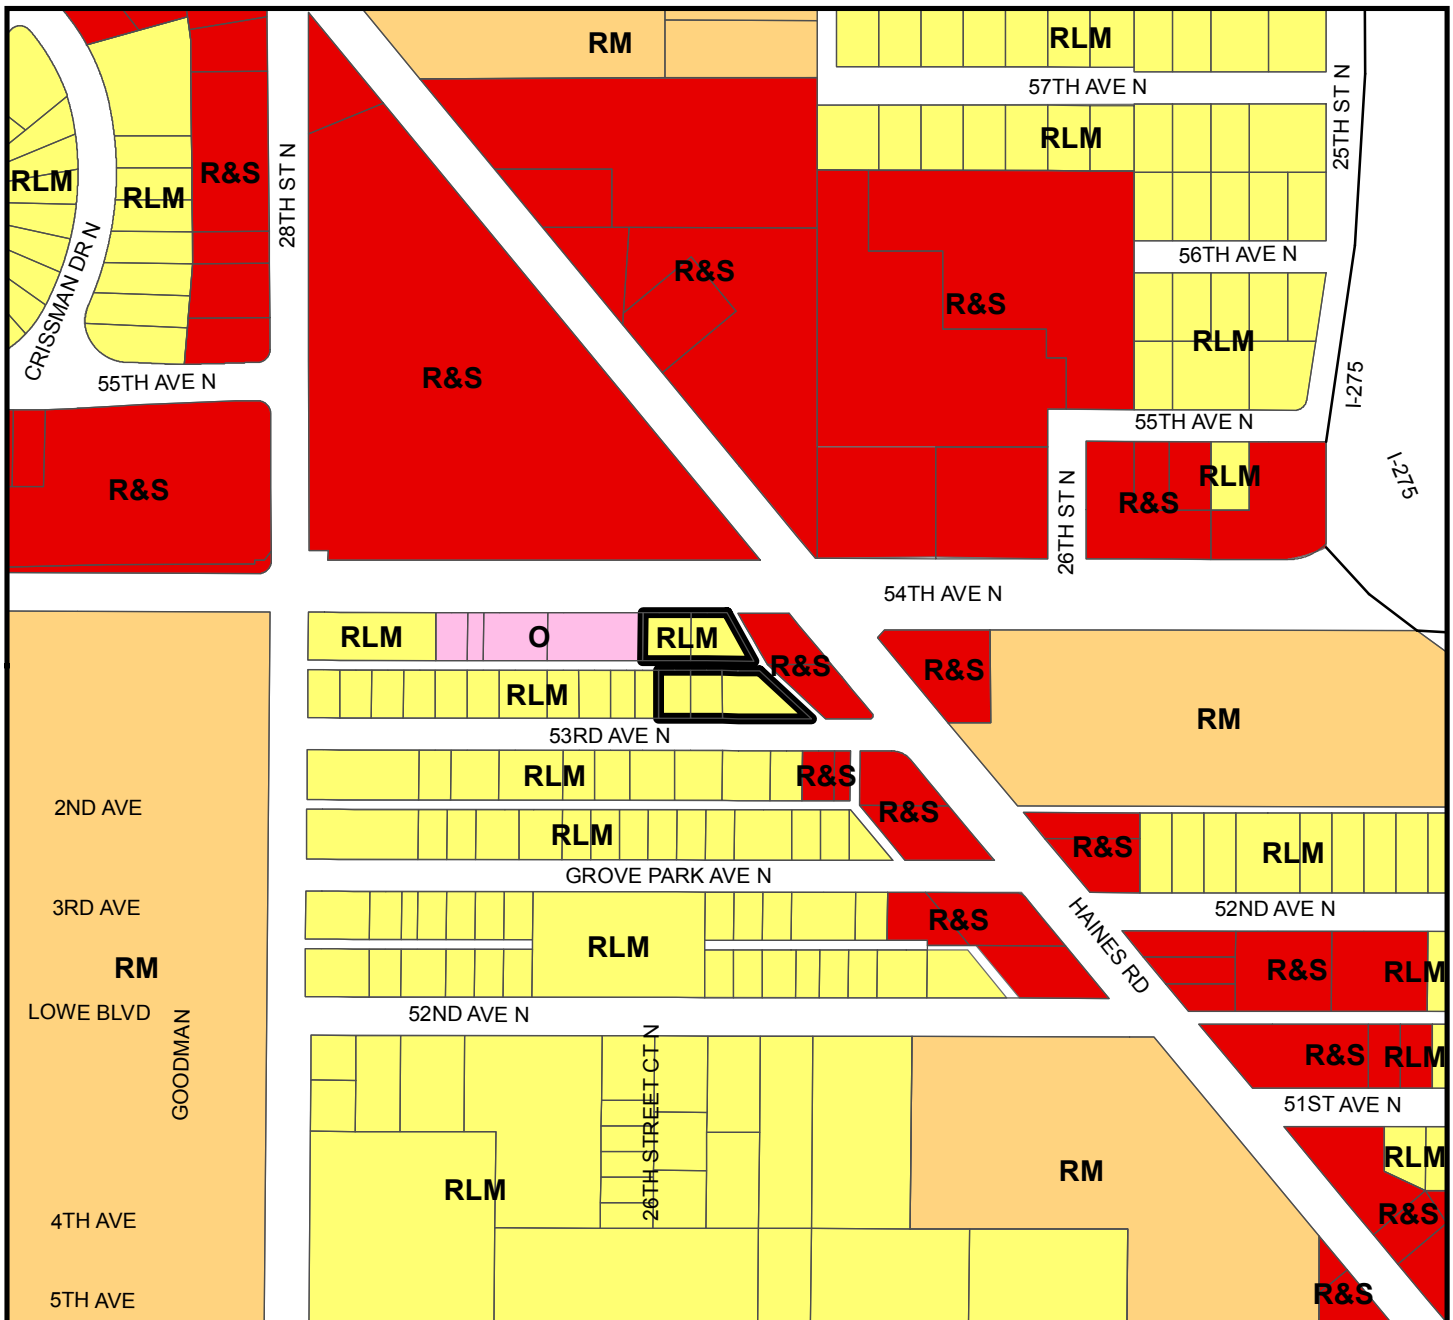 RM
RLM
57TH AVE N
25TH ST N
RLM
RLM
RLM
R&S
28TH ST N
CRISSMAN DR N
56TH AVE N
R&S
R&S
RLM
R&S
55TH AVE N
I-275
55TH AVE N
R&S
R&S
RLM
I-275
26TH ST N
54TH AVE N
RLM
O
RLM
R&S
R&S
RLM
RM
53RD AVE N
RLM
R&S
2ND AVE
R&S
RLM
R&S
RLM
GROVE PARK AVE N
3RD AVE
R&S
52ND AVE N
HAINES RD
RLM
RM
R&S
RLM
LOWE BLVD
52ND AVE N
GOODMAN
26TH STREET CT N
R&S
RLM
51ST AVE N
RLM
RM
RLM
4TH AVE
R&S
5TH AVE
R&S